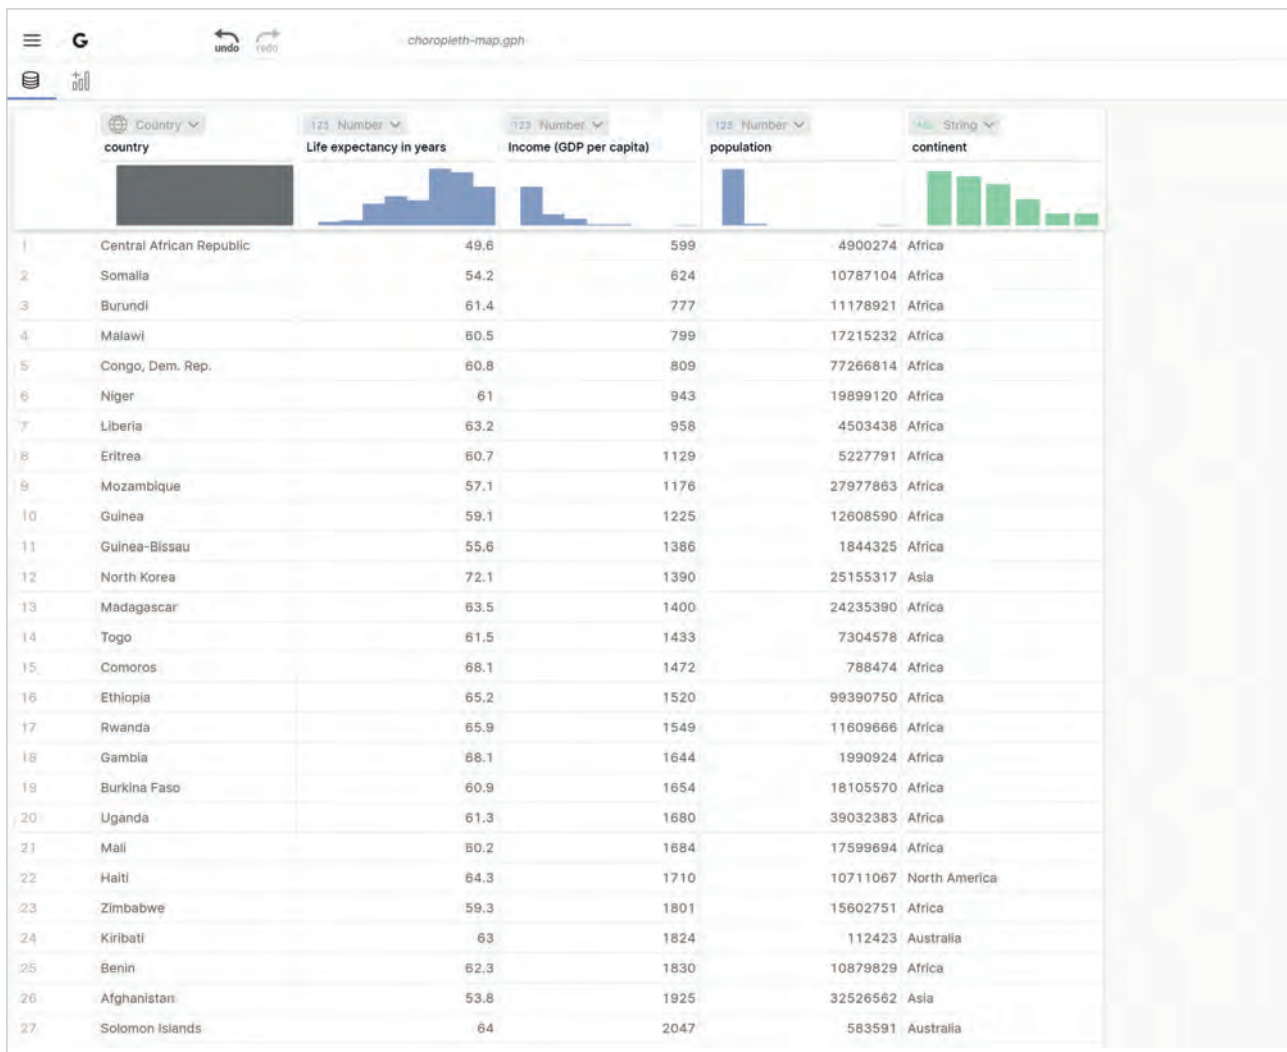 G undo redo choropleth-map.gph
Country 123 Number 123 Number 123 Number ABC String
country Life expectancy in years Income (GDP per capita) population continent
1 Central African Republic 49.6 599 4900274 Africa
2 Somalia 54.2 624 10787104 Africa
3 Burundi 61.4 777 11178921 Africa
4 Malawi 60.5 799 17215232 Africa
5 Congo, Dem. Rep. 60.8 809 77266814 Africa
6 Niger 61 943 19899120 Africa
7 Liberia 63.2 958 4503438 Africa
8 Eritrea 60.7 1129 5227791 Africa
9 Mozambique 57.1 1176 27977863 Africa
10 Guinea 59.1 1225 12608590 Africa
11 Guinea-Bissau 55.6 1386 1844325 Africa
12 North Korea 72.1 1390 25155317 Asia
13 Madagascar 63.5 1400 24235390 Africa
14 Togo 61.5 1433 7304578 Africa
15 Comoros 68.1 1472 788474 Africa
16 Ethiopia 65.2 1520 99390750 Africa
17 Rwanda 65.9 1549 11609666 Africa
18 Gambia 68.1 1644 1990924 Africa
19 Burkina Faso 60.9 1654 18105570 Africa
20 Uganda 61.3 1680 39032383 Africa
21 Mali 60.2 1684 17599694 Africa
22 Haiti 64.3 1710 10711067 North America
23 Zimbabwe 59.3 1801 15602751 Africa
24 Kiribati 63 1824 112423 Australia
25 Benin 62.3 1830 10879829 Africa
26 Afghanistan 53.8 1925 32526562 Asia
27 Solomon Islands 64 2047 583591 Australia